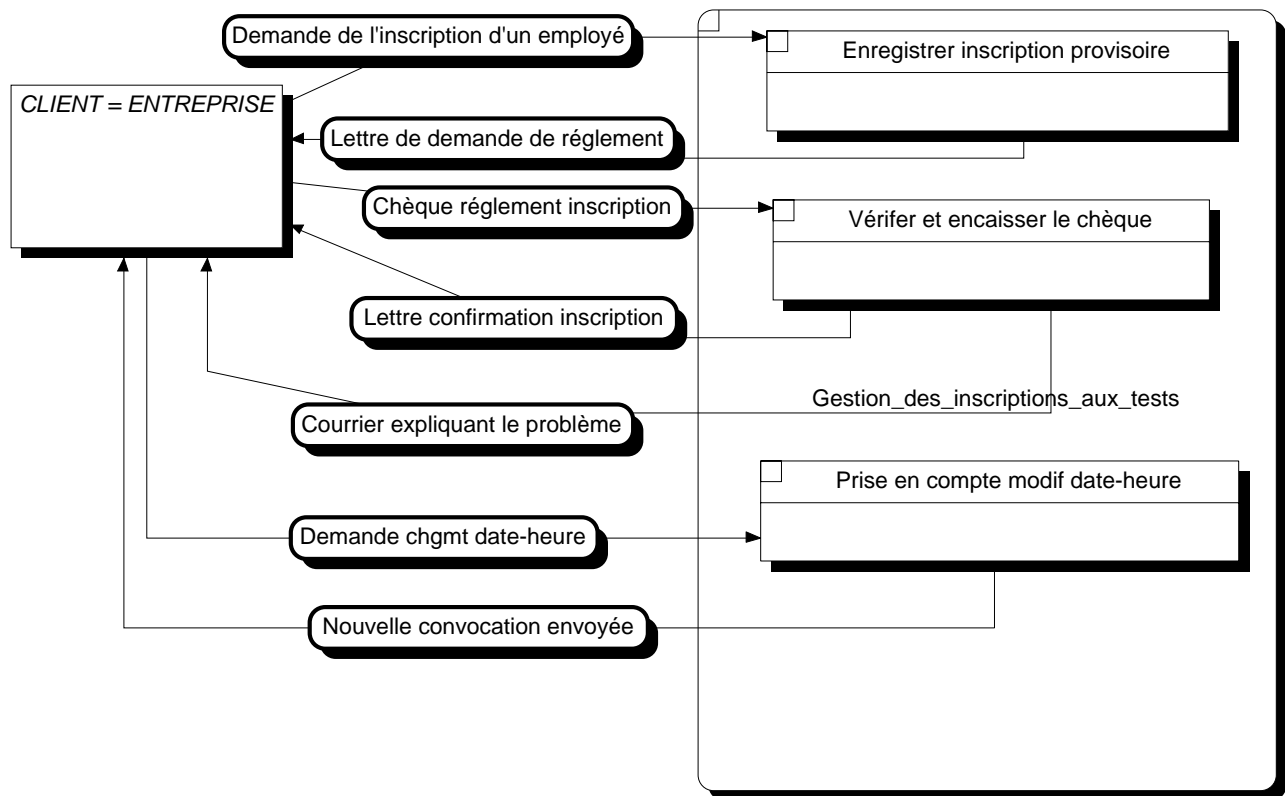 Demande de l'inscription d'un employé
Enregistrer inscription provisoire
CLIENT = ENTREPRISE
Lettre de demande de réglement
Chèque réglement inscription
Vérifer et encaisser le chèque
Lettre confirmation inscription
Gestion_des_inscriptions_aux_tests
Courrier expliquant le problème
Prise en compte modif date-heure
Demande chgmt date-heure
Nouvelle convocation envoyée